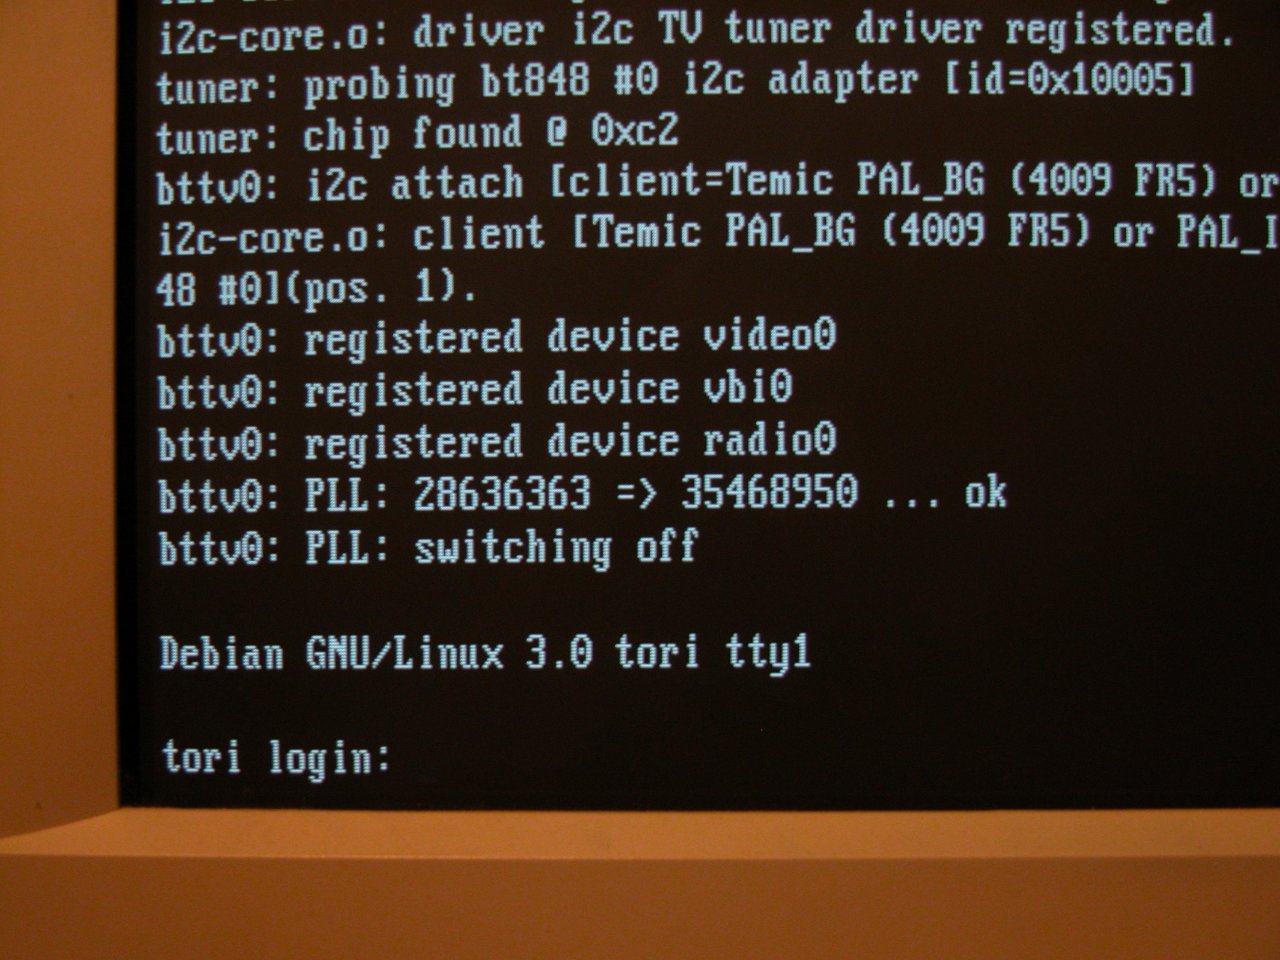 i2c-core.o: driver i2c TV tuner driver registered.
tuner: probing bt848 #0 i2c adapter [id=0x10005]
tuner: chip found @ 0xc2
bttv0: i2c attach [client=Temic PAL_BG (4009 FR5) or
i2c-core.o: client [Temic PAL_BG (4009 FR5) or PAL_I
48 #0](pos. 1).
bttv0: registered device video0
bttv0: registered device vbi0
bttv0: registered device radio0
bttv0: PLL: 28636363 => 35468950 ... ok
bttv0: PLL: switching off
Debian GNU/Linux 3.0 tori tty1
tori login: